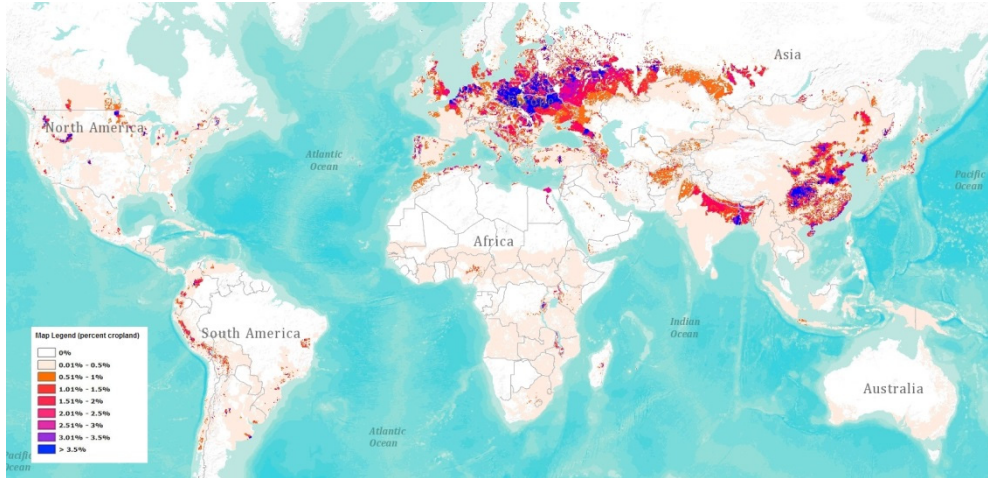 Asia
North America
Atlantic
Ocean
Pacific
Ocean
Africa
South America
Indian
Ocean
Australia
Atlantic
Ocean
Pacific
Ocean
Map Legend (percent cropland)
0%
0.01% - 0.5%
0.51% - 1%
1.01% - 1.5%
1.51% - 2%
2.01% - 2.5%
2.51% - 3%
3.01% - 3.5%
> 3.5%